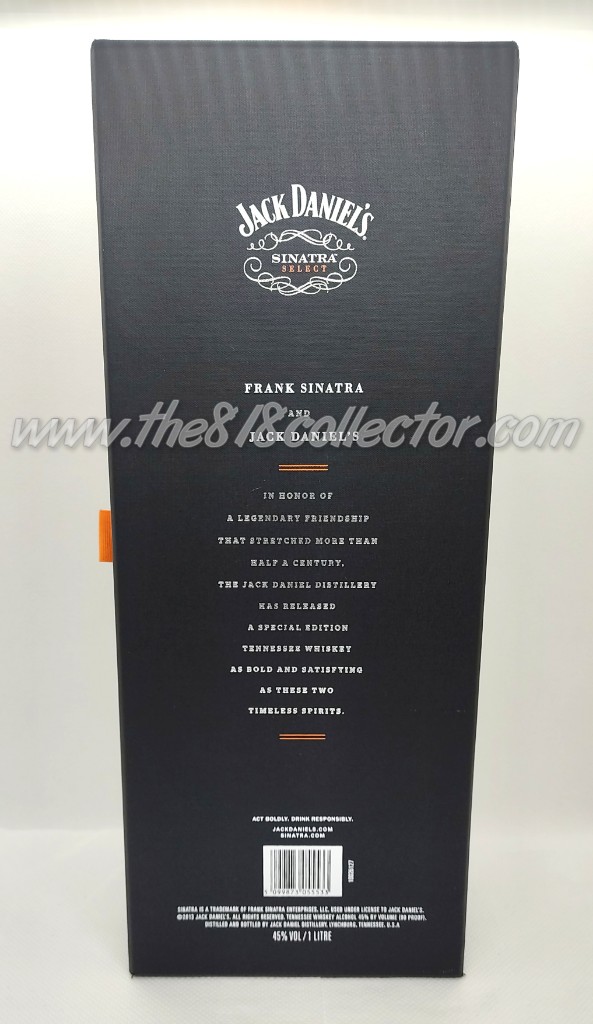 JACK DANIEL'S
SINATRA
SELECT
FRANK SINATRA
AND
www.the818collector.com
JACK DANIEL'S
IN HONOR OF
A LEGENDARY FRIENDSHIP
THAT STRETCHED MORE THAN
HALF A CENTURY,
THE JACK DANIEL DISTILLERY
HAS RELEASED
A SPECIAL EDITION
TENNESSEE WHISKEY
AS BOLD AND SATISFYING
AS THESE TWO
TIMELESS SPIRITS.
ACT BOLDLY. DRINK RESPONSIBLY.
JACKDANIELS.COM
SINATRA.COM
5 099873 055533
SINATRA IS A TRADEMARK OF FRANK SINATRA ENTERPRISES, LLC. USED UNDER LICENSE TO JACK DANIEL'S.
©2013 JACK DANIEL'S. ALL RIGHTS RESERVED. TENNESSEE WHISKEY ALCOHOL 45% BY VOLUME (90 PROOF).
DISTILLED AND BOTTLED BY JACK DANIEL DISTILLERY, LYNCHBURG, TENNESSEE. U.S.A
45% VOL/1 LITRE